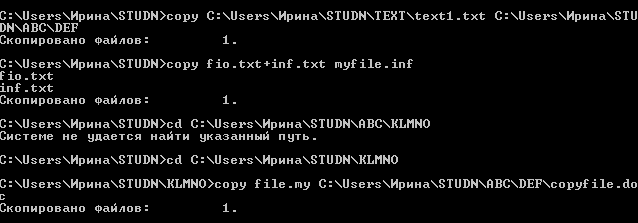 C:\Users\Ирина\STUDN>copy C:\Users\Ирина\STUDN\TEXT\text1.txt C:\Users\Ирина\STU
DN\ABC\DEF
Скопировано файлов:         1.
C:\Users\Ирина\STUDN>copy fio.txt+inf.txt myfile.inf
fio.txt
inf.txt
Скопировано файлов:         1.
C:\Users\Ирина\STUDN>cd C:\Users\Ирина\STUDN\ABC\KLMNO
Системе не удается найти указанный путь.
C:\Users\Ирина\STUDN>cd C:\Users\Ирина\STUDN\KLMNO
C:\Users\Ирина\STUDN\KLMNO>copy file.my C:\Users\Ирина\STUDN\ABC\DEF\copyfile.do
c
Скопировано файлов:         1.